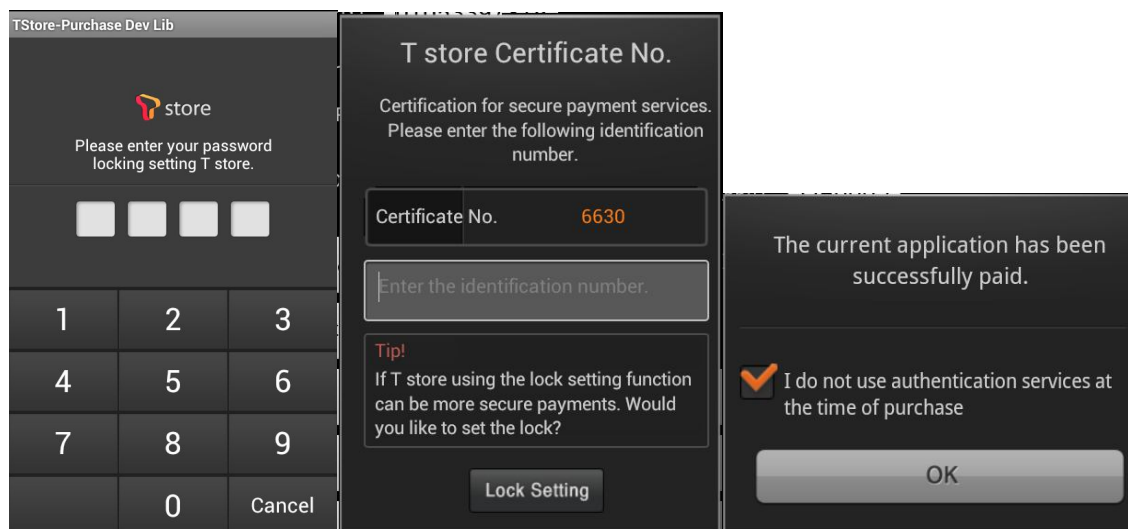 TStore-Purchase Dev Lib
store
Please enter your password
locking setting T store.
1 2 3
4 5 6
7 8 9
0 Cancel
T store Certificate No.
Certification for secure payment services.
Please enter the following identification
number.
Certificate No. 6630
Enter the identification number.
Tip!
If T store using the lock setting function
can be more secure payments. Would
you like to set the lock?
Lock Setting
The current application has been
successfully paid.
I do not use authentication services at
the time of purchase
OK